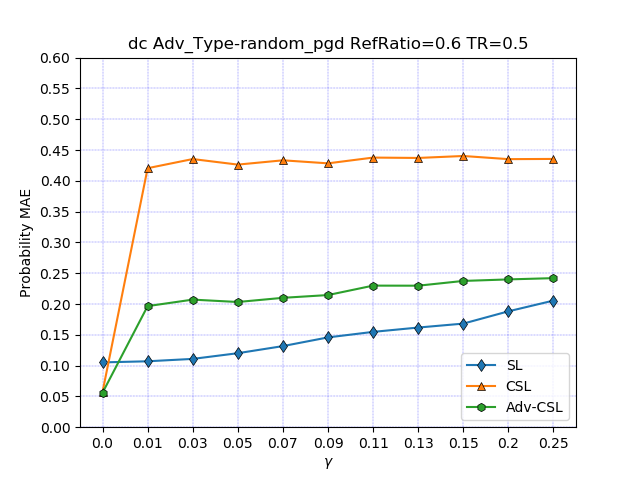 dc Adv_Type-random_pgd RefRatio=0.6 TR=0.5
Probability MAE
0.60
0.55
0.50
0.45
0.40
0.35
0.30
0.25
0.20
0.15
0.10
0.05
0.00
SL
CSL
Adv-CSL
0.0 0.01 0.03 0.05 0.07 0.09 0.11 0.13 0.15 0.2 0.25
γ